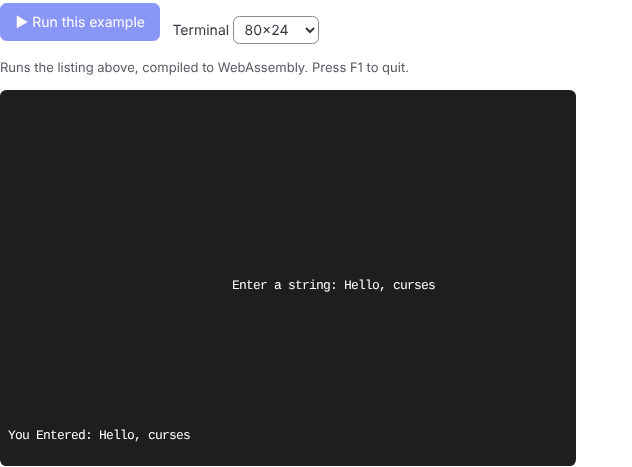 ▶ Run this example
Terminal 80×24
Runs the listing above, compiled to WebAssembly. Press F1 to quit.
Enter a string: Hello, curses
You Entered: Hello, curses